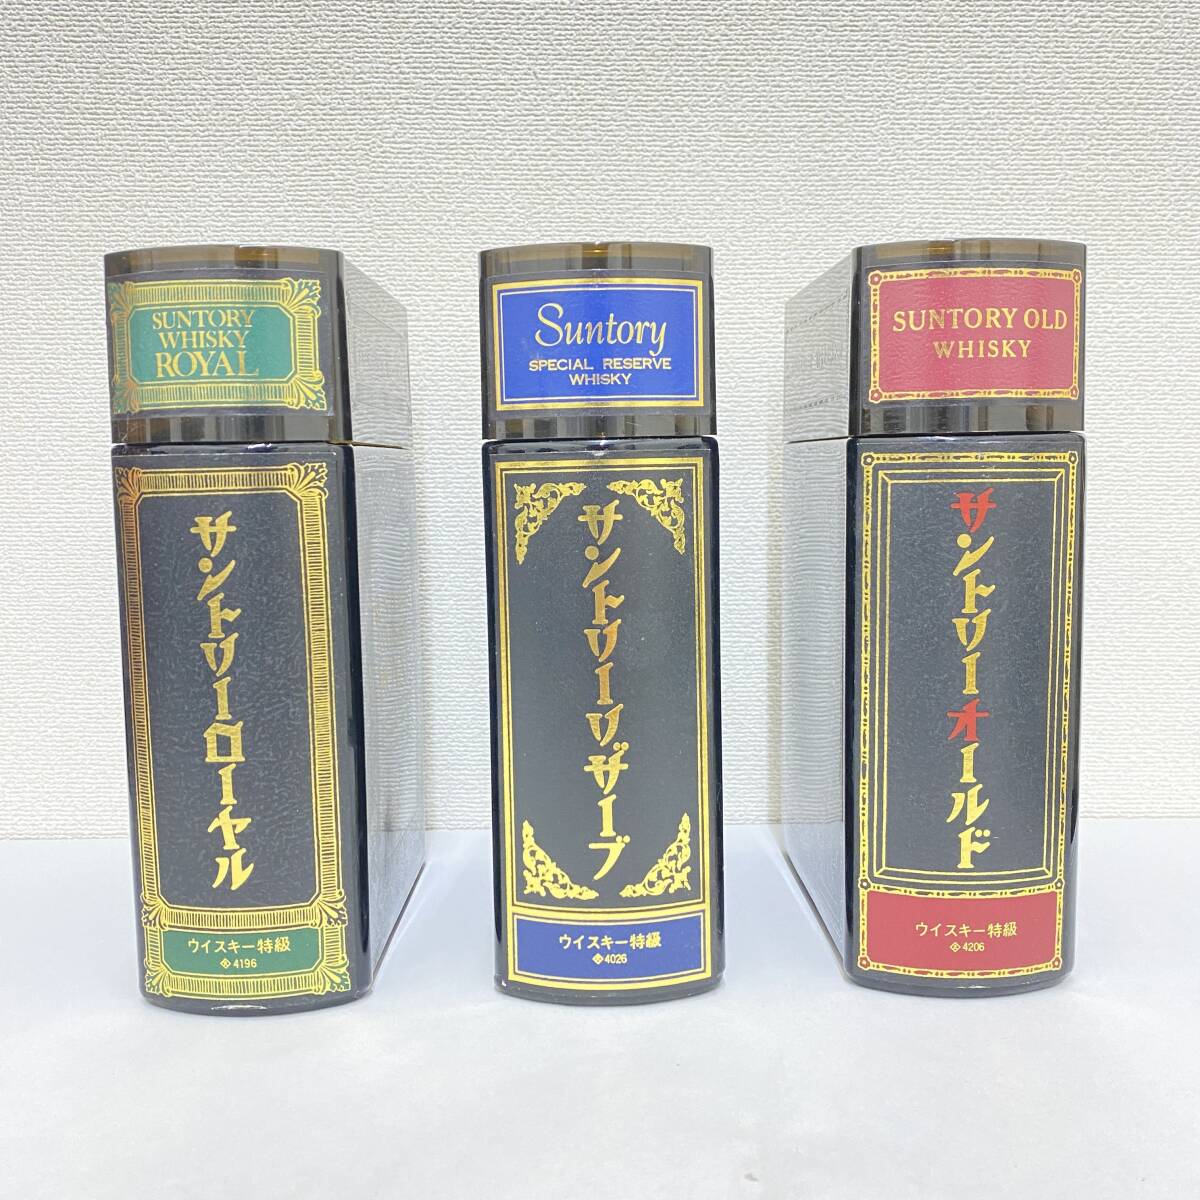 SUNTORY
WHISKY
ROYAL
サントリーローヤル
ウイスキー特級
4196
Suntory
SPECIAL RESERVE
WHISKY
サントリーリザーブ
ウイスキー特級
4026
SUNTORY OLD
WHISKY
サントリーオールド
ウイスキー特級
4206